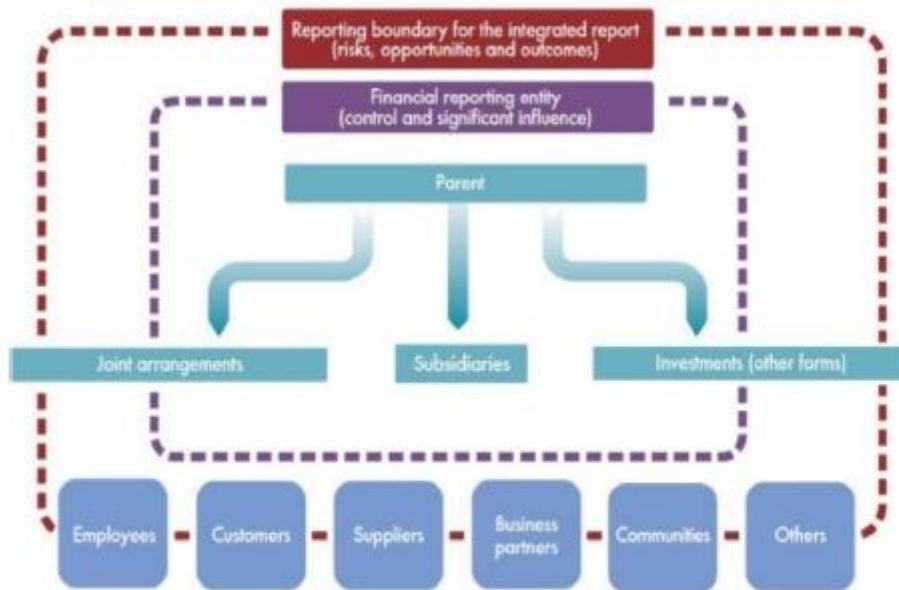 Reporting boundary for the integrated report
(risks, opportunities and outcomes)
Financial reporting entity
(control and significant influence)
Parent
Joint arrangements
Subsidiaries
Investments (other forms)
Employees
Customers
Suppliers
Business
partners
Communities
Others